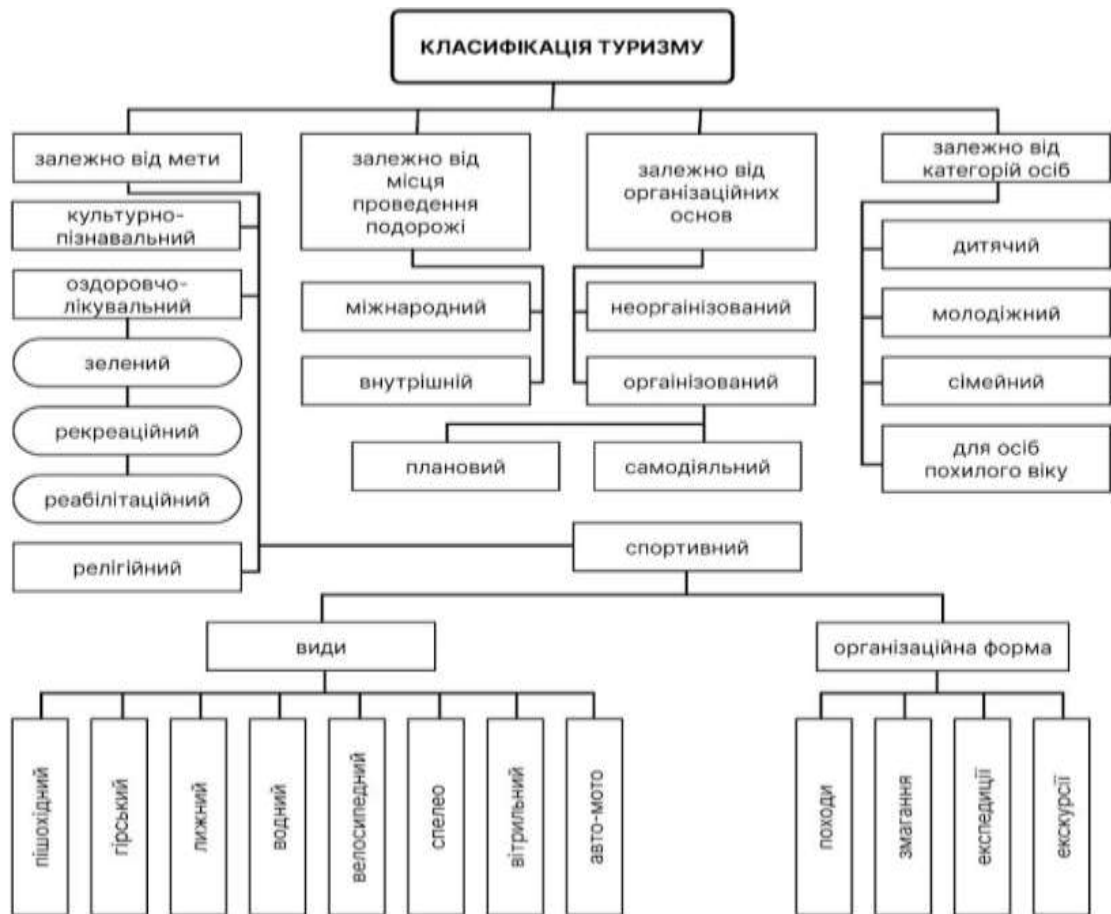 КЛАСИФІКАЦІЯ ТУРИЗМУ
залежно від мети
культурно-
пізнавальний
оздоровчо-
лікувальний
зелений
рекреаційний
реабілітаційний
релігійний
залежно від
місця
проведення
подорожі
міжнародний
внутрішній
залежно від
організаційних
основ
неоргаінізований
оргаінізований
плановий
самодіяльний
залежно від
категорій осіб
дитячий
молодіжний
сімейний
для осіб
похилого віку
спортивний
види
пішохідний
гірський
лижний
водний
велосипедний
спелео
вітрильний
авто-мото
організаційна форма
походи
змагання
експедиції
екскурсії